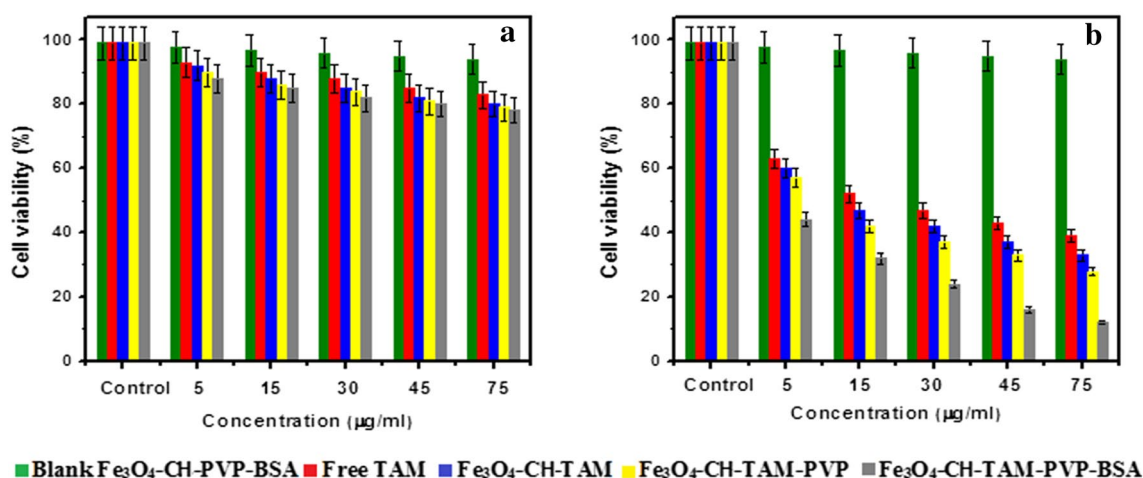 a
100
80
60
40
20
0
Cell viability (%)
Control 5 15 30 45 75
Concentration (µg/ml)
b
100
80
60
40
20
0
Cell viability (%)
Control 5 15 30 45 75
Concentration (µg/ml)
Blank Fe₃O₄-CH-PVP-BSA Free TAM Fe₃O₄-CH-TAM Fe₃O₄-CH-TAM-PVP Fe₃O₄-CH-TAM-PVP-BSA